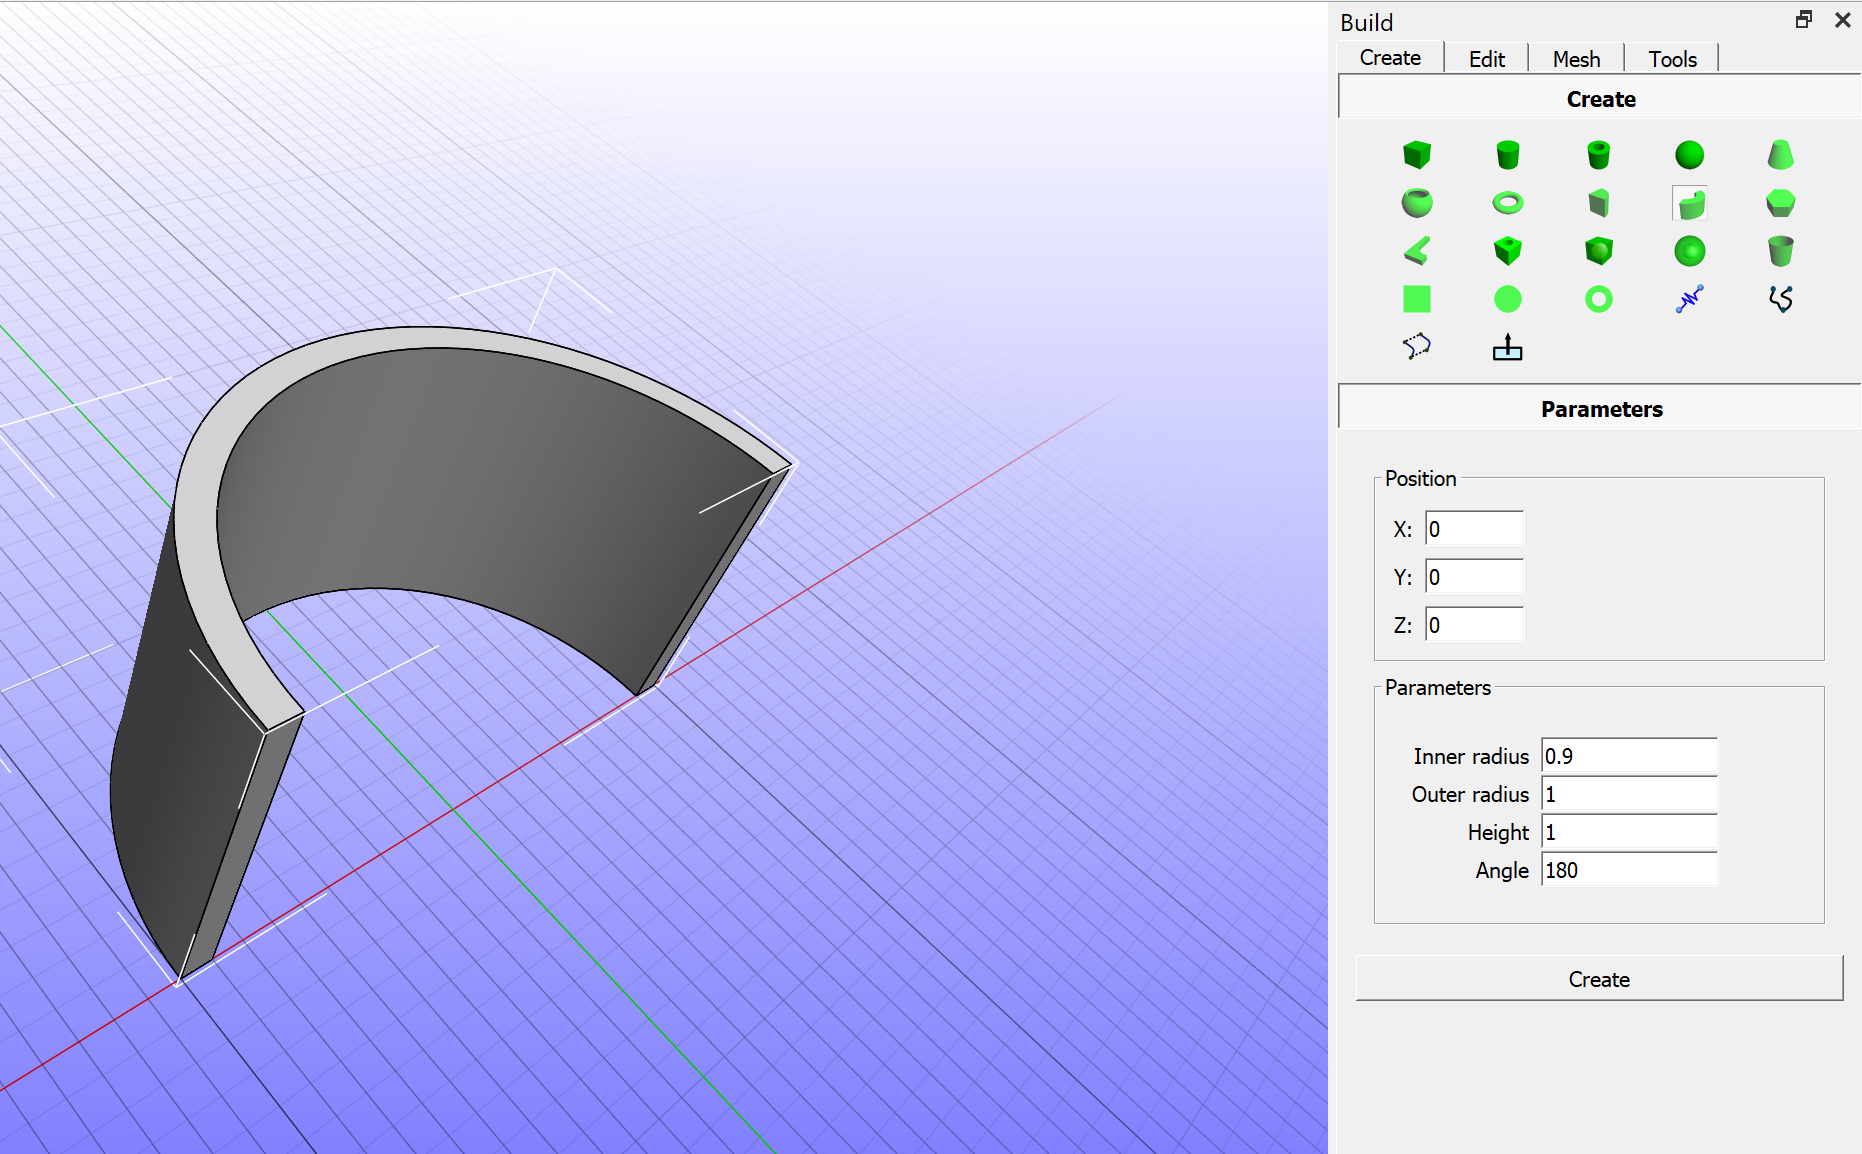 Build
Create Edit Mesh Tools
Create
Parameters
Position
X: 0
Y: 0
Z: 0
Parameters
Inner radius 0.9
Outer radius 1
Height 1
Angle 180
Create